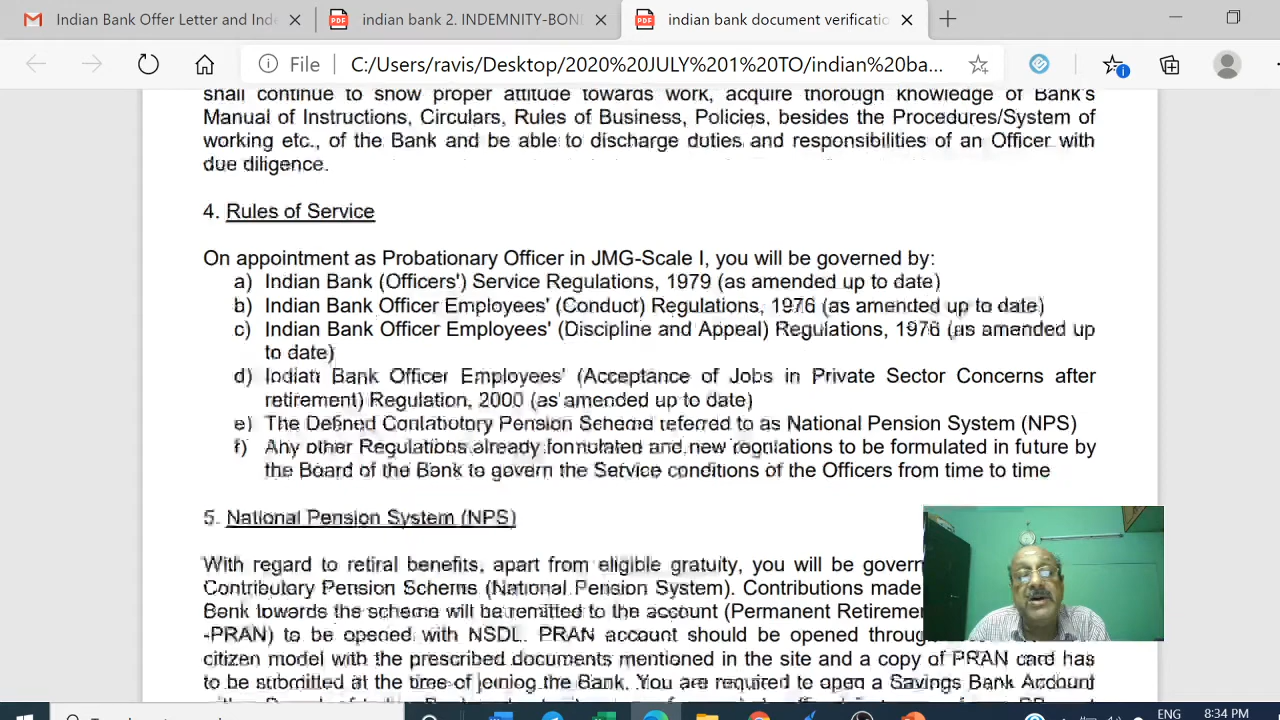 Indian Bank Offer Letter and Inde
indian bank 2. INDEMNITY-BON
indian bank document verificatio
File
C:/Users/ravis/Desktop/2020%20JULY%201%20TO/indian%20ba...
shall continue to show proper attitude towards work, acquire thorough knowledge of Bank's
Manual of Instructions, Circulars, Rules of Business, Policies, besides the Procedures/System of
working etc., of the Bank and be able to discharge duties and responsibilities of an Officer with
due diligence.
4. Rules of Service
On appointment as Probationary Officer in JMG-Scale I, you will be governed by:
a) Indian Bank (Officers') Service Regulations, 1979 (as amended up to date)
b) Indian Bank Officer Employees' (Conduct) Regulations, 1976 (as amended up to date)
c) Indian Bank Officer Employees' (Discipline and Appeal) Regulations, 1976 (as amended up
to date)
d) Indian Bank Officer Employees' (Acceptance of Jobs in Private Sector Concerns after
retirement) Regulation, 2000 (as amended up to date)
e) The Defined Contributory Pension Scheme referred to as National Pension System (NPS)
f) Any other Regulations already formulated and new regulations to be formulated in future by
the Board of the Bank to govern the Service conditions of the Officers from time to time
5. National Pension System (NPS)
With regard to retiral benefits, apart from eligible gratuity, you will be govern
Contributory Pension Scheme (National Pension System). Contributions made
Bank towards the scheme will be remitted to the account (Permanent Retiremen
-PRAN) to be opened with NSDL. PRAN account should be opened throug
citizen model with the prescribed documents mentioned in the site and a copy of PRAN card has
to be submitted at the time of joining the Bank. You are required to open a Savings Bank Account
ENG
8:34 PM